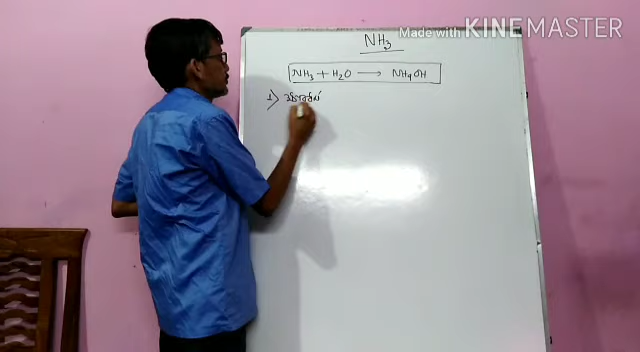 Made with KINEMASTER
NH₃
NH₃ + H₂O ⟶ NH₄OH
1)